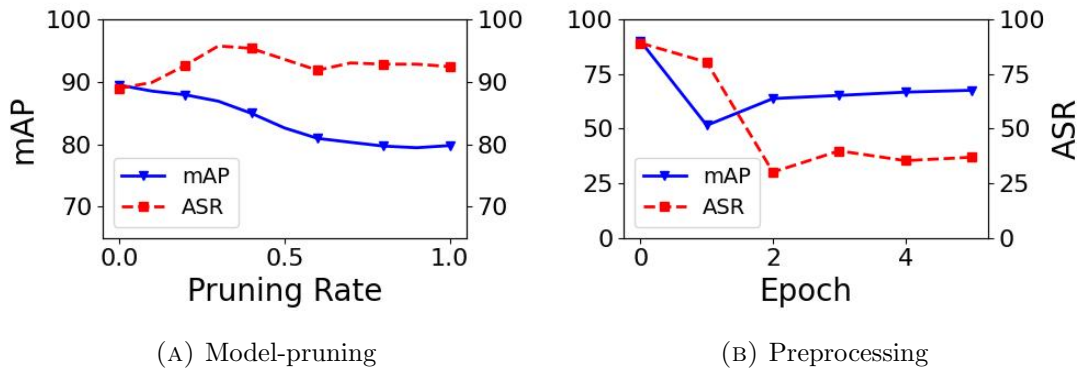 100
90
80
70
mAP
100
90
80
70
mAP
ASR
0.0
0.5
1.0
Pruning Rate
(A) Model-pruning
100
75
50
25
0
100
75
50
25
0
ASR
mAP
ASR
0
2
4
Epoch
(B) Preprocessing